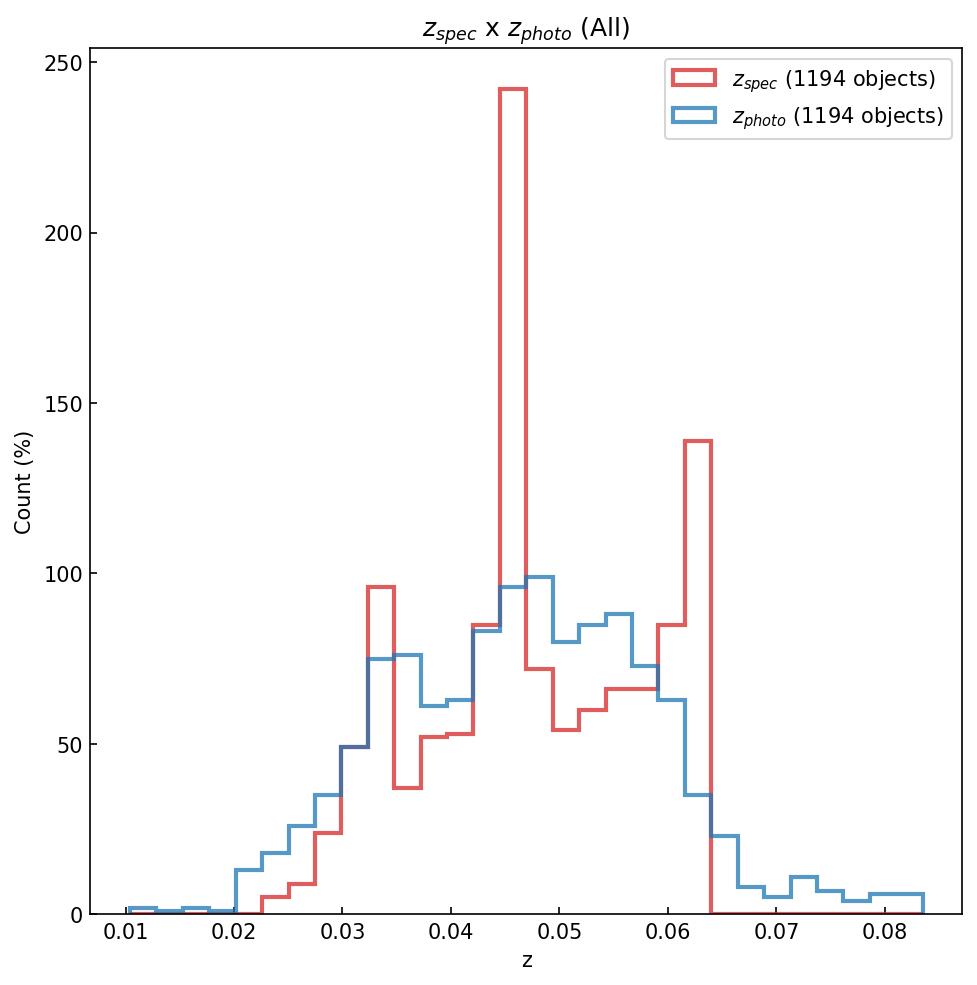 z_spec x z_photo (All)
z_spec (1194 objects)
z_photo (1194 objects)
250
200
150
100
50
0
Count (%)
0.01 0.02 0.03 0.04 0.05 0.06 0.07 0.08
z